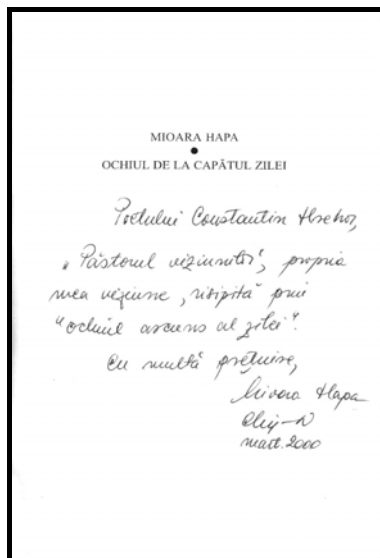 MIOARA HAPA
●
OCHIUL DE LA CAPĂTUL ZILEI
Poetului Constantin Hrehor,
„Păstorul viziunilor”, propria
mea viziune, risipită prin
“ochiul ascuns al zilei”.
Cu multă prețuire,
Mioara Hapa
Cluj-N
mart. 2000